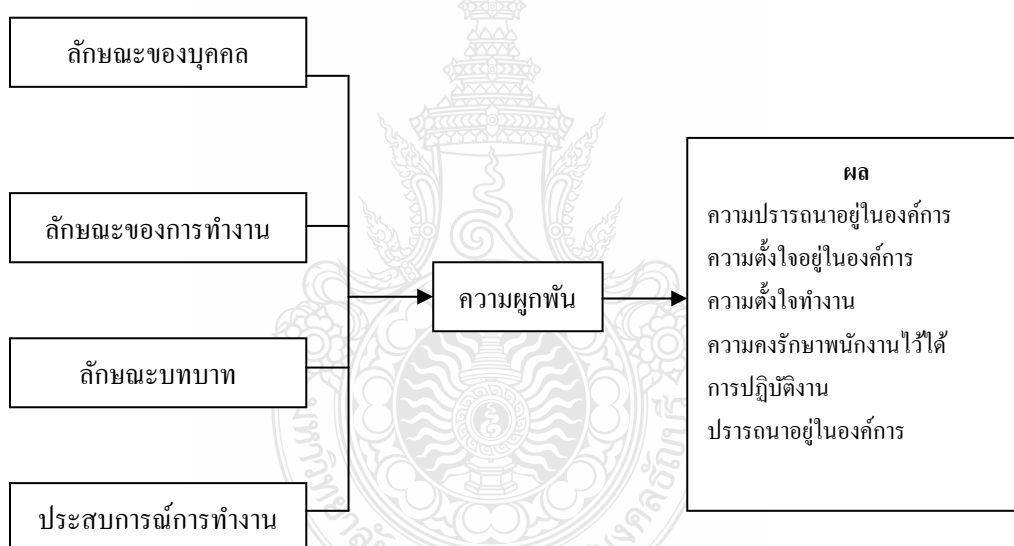 ลักษณะของบุคคล
ลักษณะของการทำงาน
ลักษณะบทบาท
ประสบการณ์การทำงาน
ความผูกพัน
ผล
ความปรารถนาอยู่ในองค์การ
ความตั้งใจอยู่ในองค์การ
ความตั้งใจทำงาน
ความคงรักษาพนักงานไว้ได้
การปฏิบัติงาน
ปรารถนาอยู่ในองค์การ